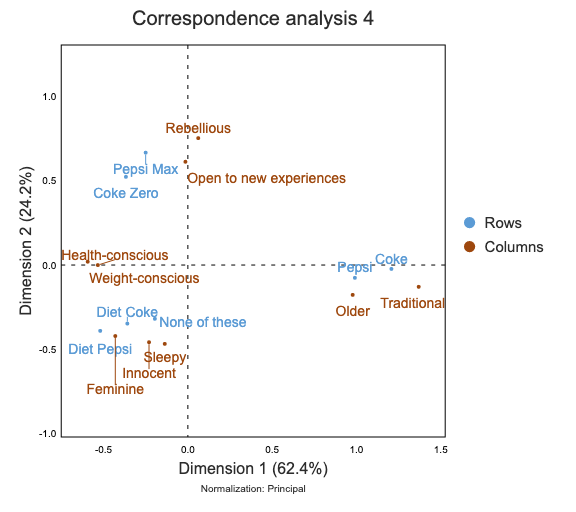 Correspondence analysis 4
1.0
Rebellious
Pepsi Max
Open to new experiences
0.5
Coke Zero
Rows
Columns
Health-conscious
Coke
Pepsi
0.0
Weight-conscious
Traditional
Older
Diet Coke
None of these
Diet Pepsi
-0.5
Sleepy
Innocent
Feminine
-1.0
Dimension 2 (24.2%)
-0.5 0.0 0.5 1.0 1.5
Dimension 1 (62.4%)
Normalization: Principal